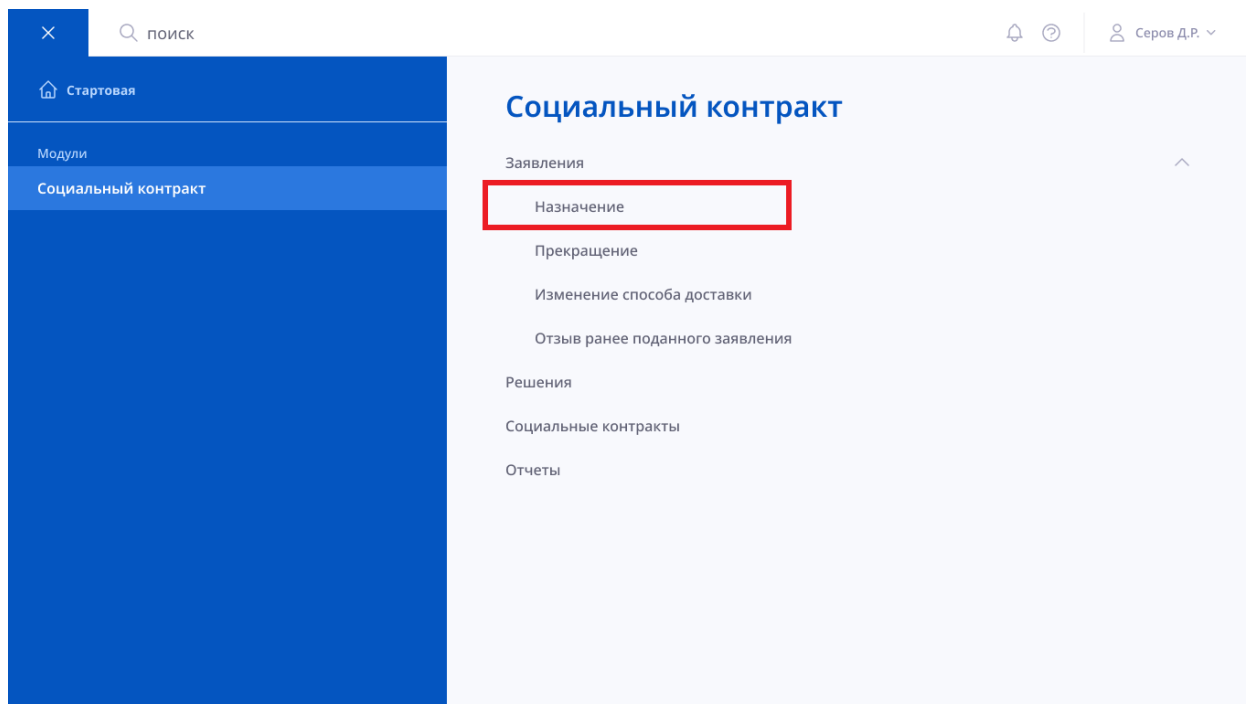 поиск
Серов Д.Р.
Стартовая
Модули
Социальный контракт
Социальный контракт
Заявления
Назначение
Прекращение
Изменение способа доставки
Отзыв ранее поданного заявления
Решения
Социальные контракты
Отчеты